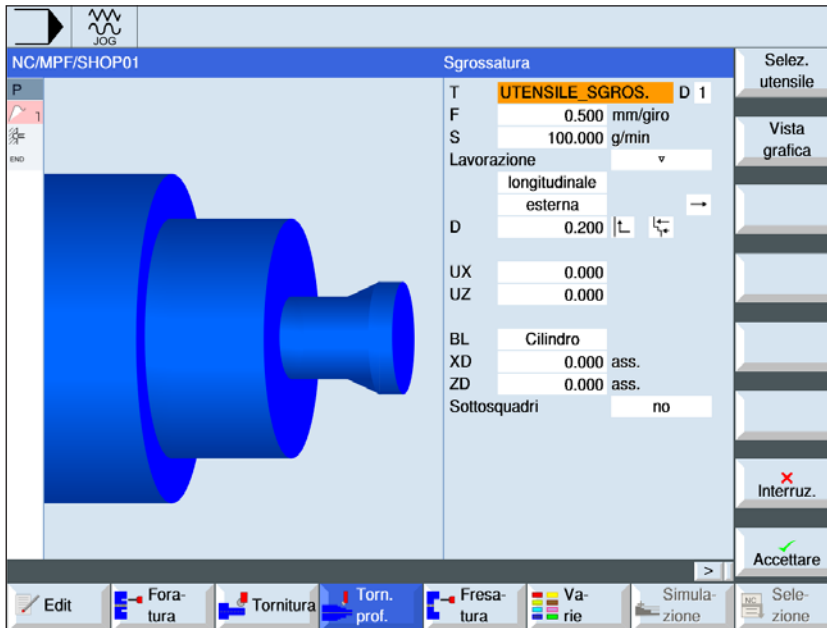 JOG
NC/MPF/SHOP01
Sgrossatura
P
1
END
T UTENSILE_SGROS. D 1
F 0.500 mm/giro
S 100.000 g/min
Lavorazione ▿
longitudinale
esterna →
D 0.200
UX 0.000
UZ 0.000
BL Cilindro
XD 0.000 ass.
ZD 0.000 ass.
Sottosquadri no
Selez.
utensile
Vista
grafica
Interruz.
Accettare
>
Edit
Fora-
tura
Tornitura
Torn.
prof.
Fresa-
tura
Va-
rie
Simula-
zione
NC
Sele-
zione